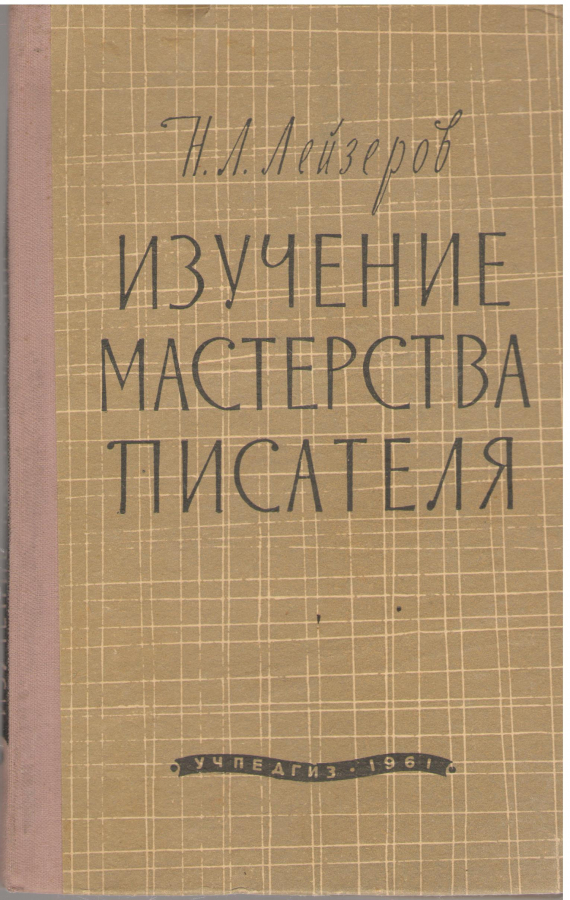 Н. Л. Лейзеров
ИЗУЧЕНИЕ
МАСТЕРСТВА
ПИСАТЕЛЯ
УЧПЕДГИЗ · 1961